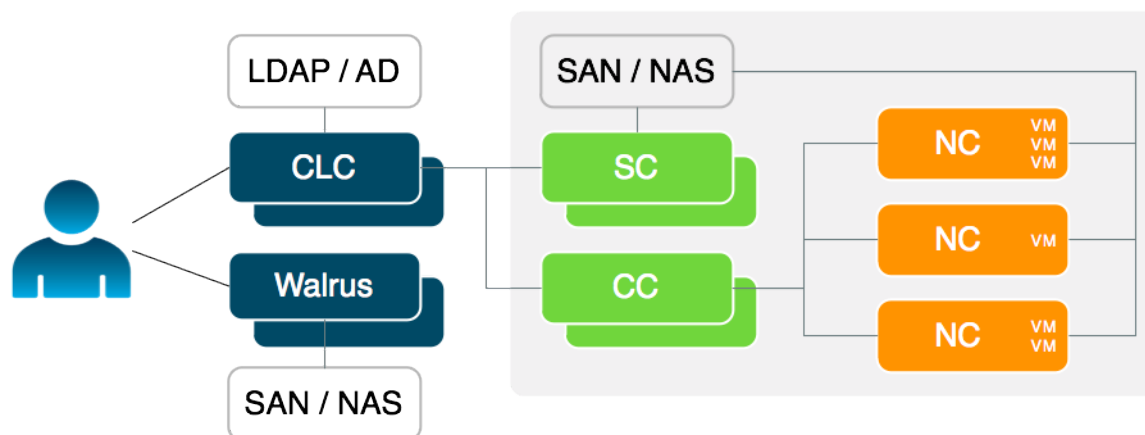 LDAP / AD
SAN / NAS
CLC
SC
NC
VM
VM
VM
NC
VM
Walrus
CC
NC
VM
VM
SAN / NAS